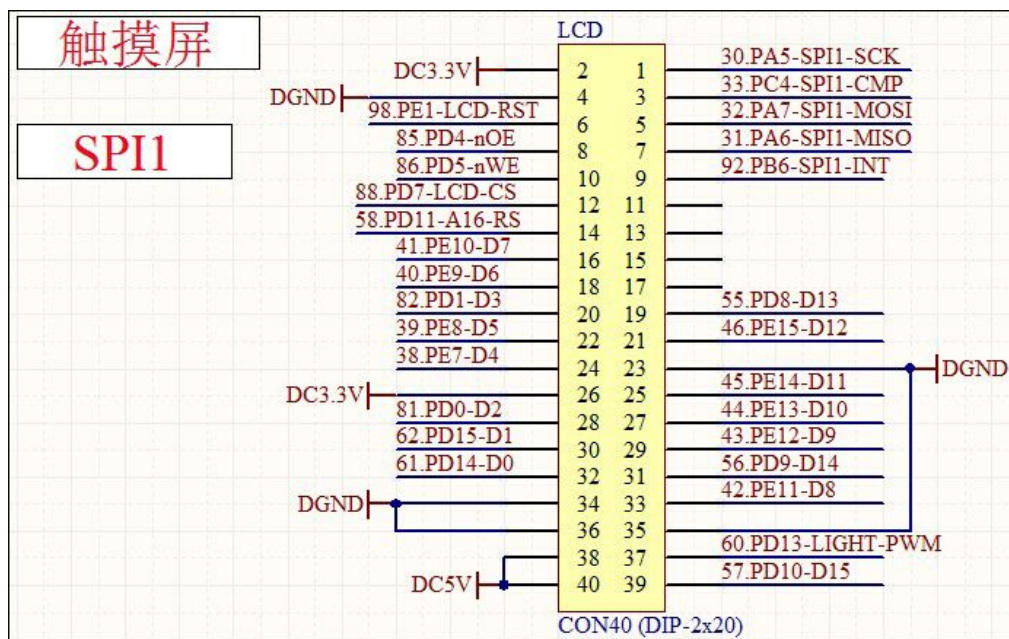 触摸屏
SPI1
LCD
DC3.3V 2 1 30.PA5-SPI1-SCK
DGND 4 3 33.PC4-SPI1-CMP
98.PE1-LCD-RST 6 5 32.PA7-SPI1-MOSI
85.PD4-nOE 8 7 31.PA6-SPI1-MISO
86.PD5-nWE 10 9 92.PB6-SPI1-INT
88.PD7-LCD-CS 12 11
58.PD11-A16-RS 14 13
41.PE10-D7 16 15
40.PE9-D6 18 17
82.PD1-D3 20 19 55.PD8-D13
39.PE8-D5 22 21 46.PE15-D12
38.PE7-D4 24 23 DGND
DC3.3V 26 25 45.PE14-D11
81.PD0-D2 28 27 44.PE13-D10
62.PD15-D1 30 29 43.PE12-D9
61.PD14-D0 32 31 56.PD9-D14
DGND 34 33 42.PE11-D8
36 35
38 37 60.PD13-LIGHT-PWM
DC5V 40 39 57.PD10-D15
CON40 (DIP-2x20)